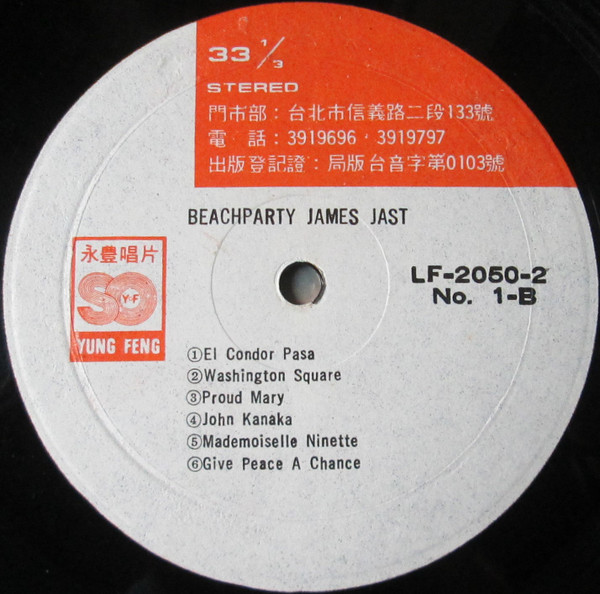 33 1/3
STEREO
門市部：台北市信義路二段133號
電　話：3919696・3919797
出版登記證：局版台音字第0103號
BEACHPARTY JAMES JAST
永豐唱片
Y&F
YUNG FENG
LF-2050-2
No. 1-B
①El Condor Pasa
②Washington Square
③Proud Mary
④John Kanaka
⑤Mademoiselle Ninette
⑥Give Peace A Chance